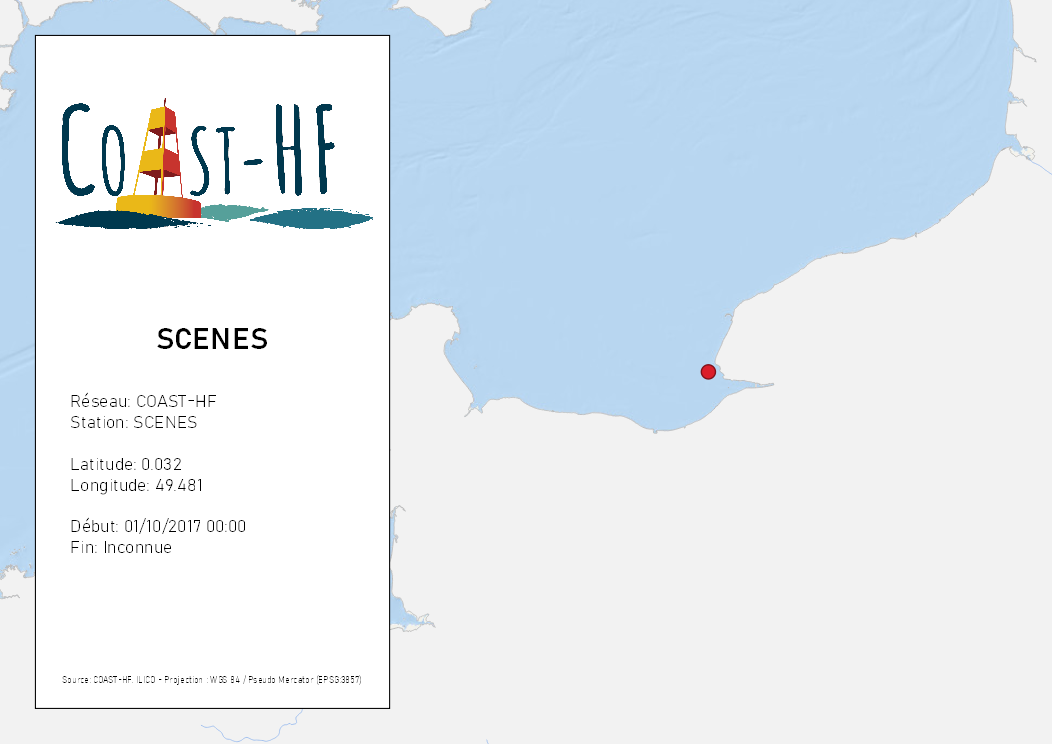 COAST-HF
SCENES
Réseau: COAST-HF
Station: SCENES
Latitude: 0.032
Longitude: 49.481
Début: 01/10/2017 00:00
Fin: Inconnue
Source: COAST-HF, ILICO - Projection : WGS 84 / Pseudo Mercator (EPSG:3857)